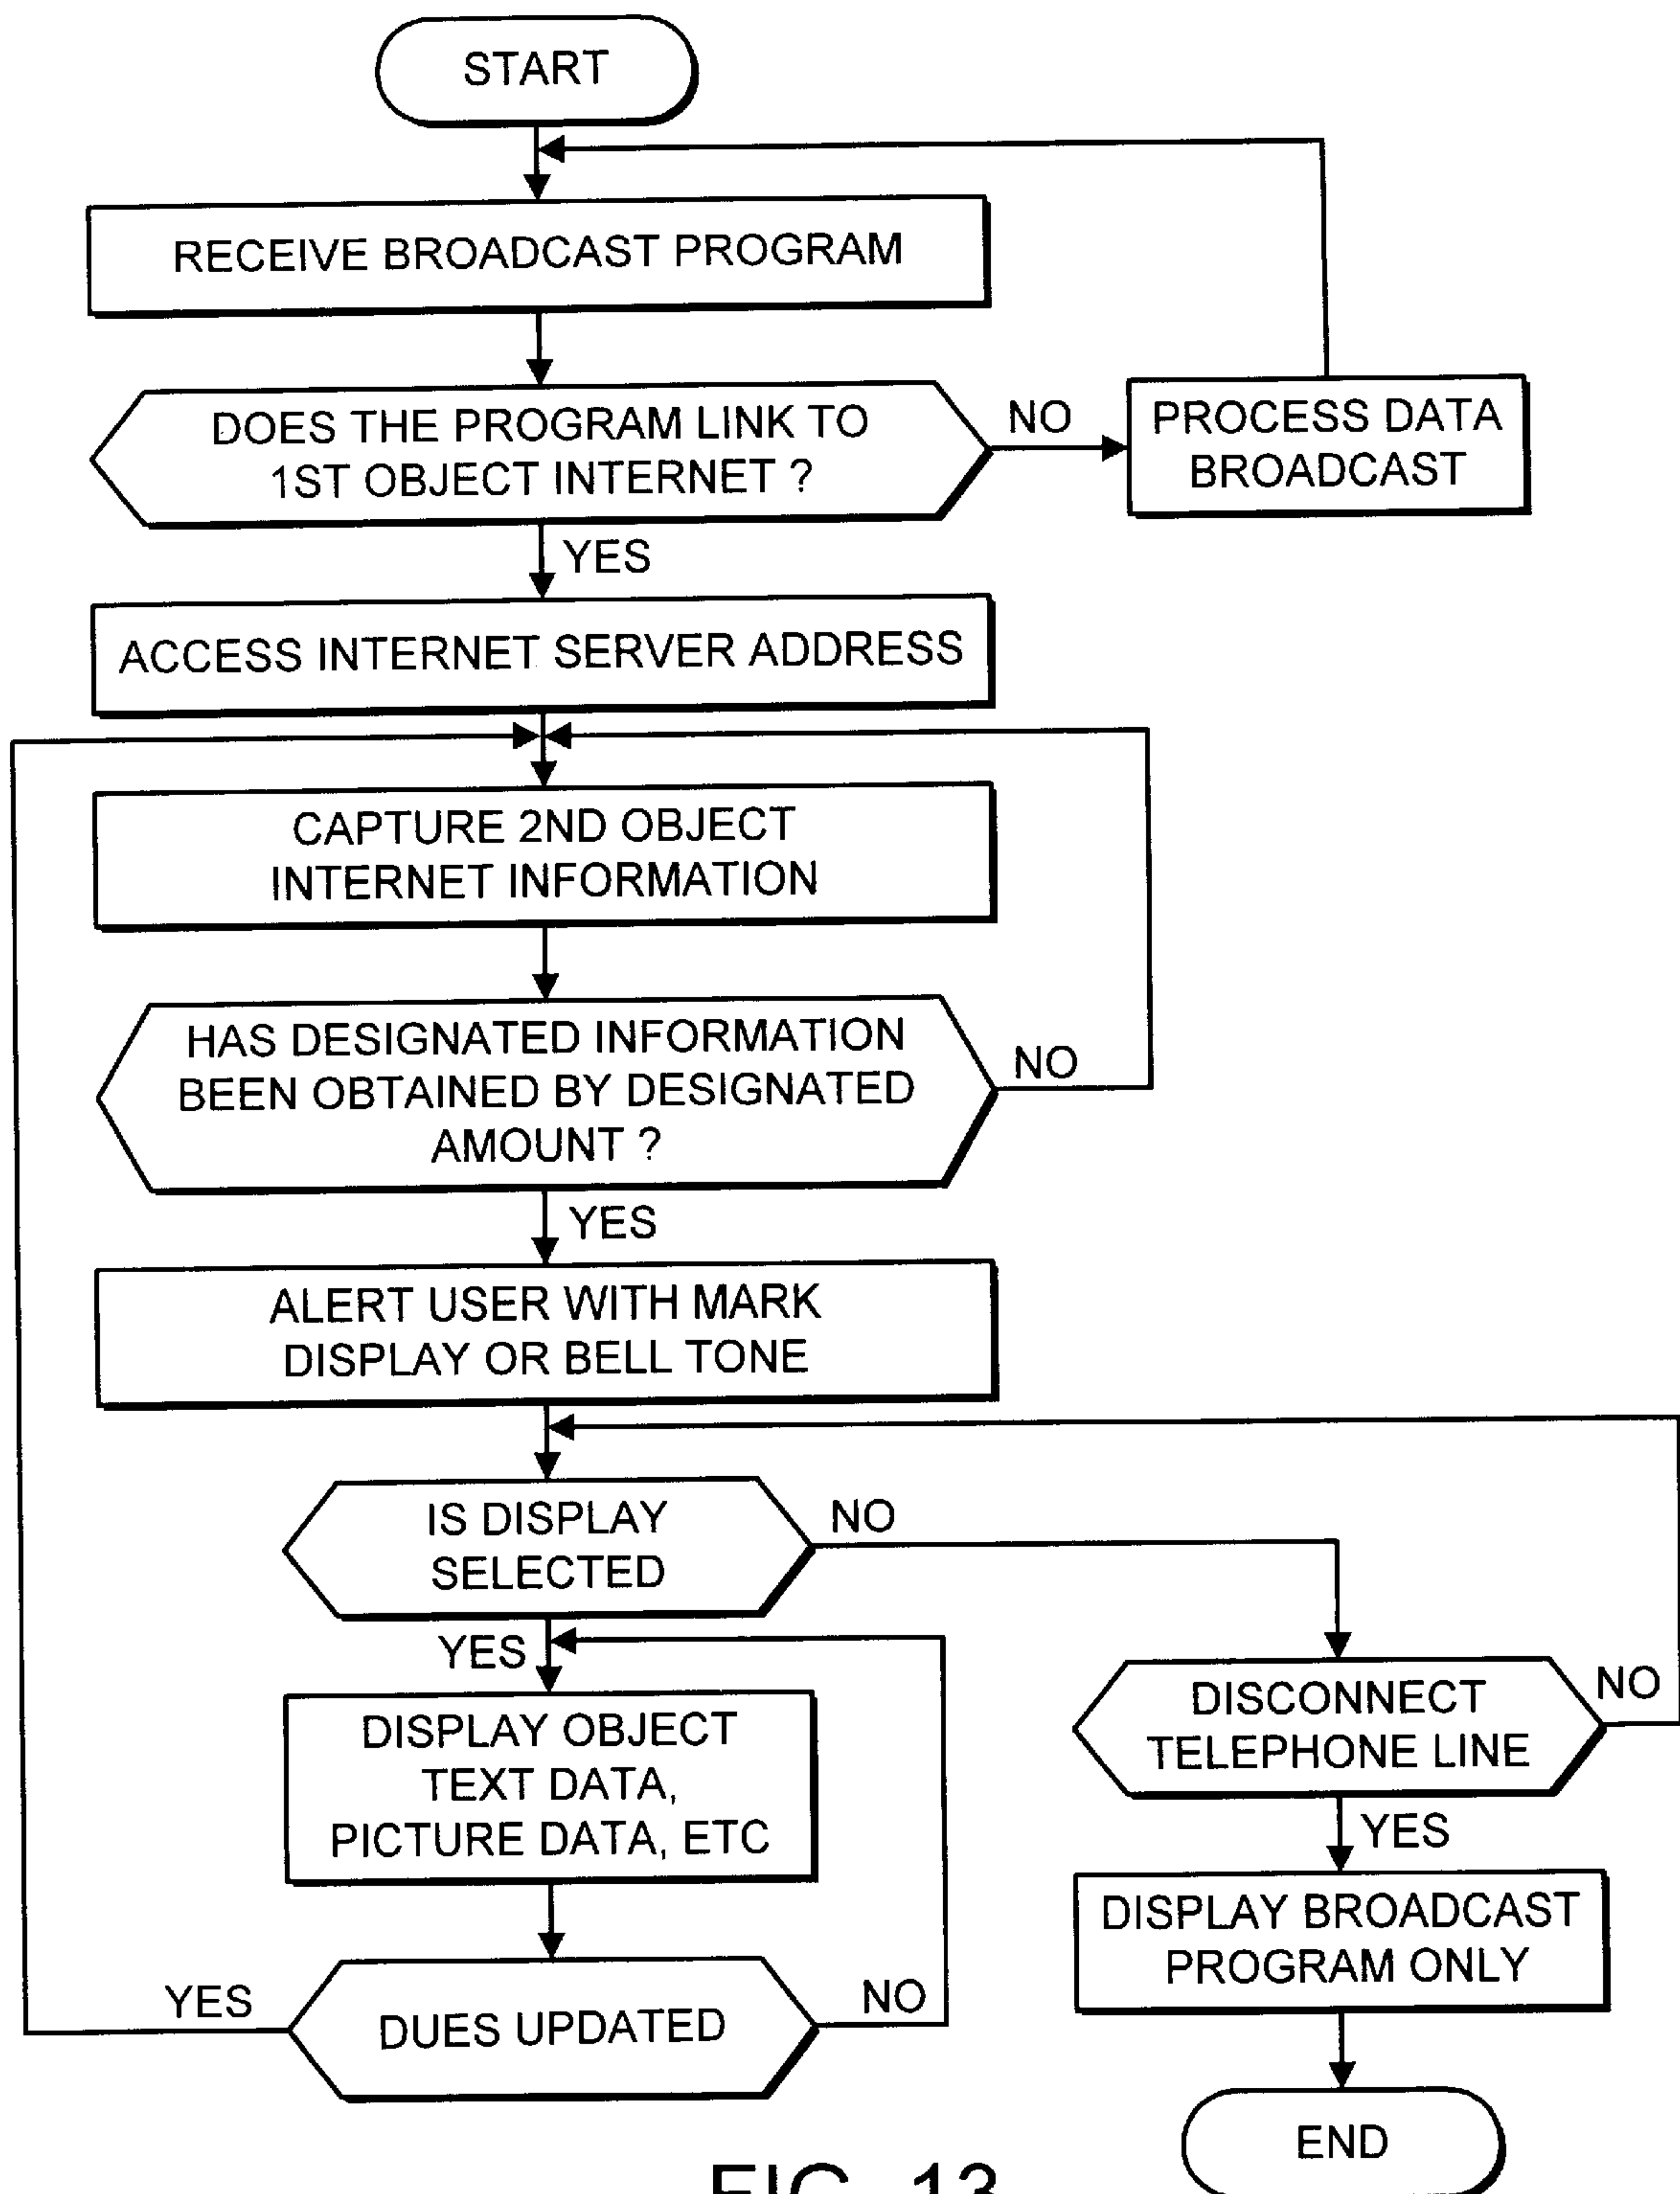 START
RECEIVE BROADCAST PROGRAM
DOES THE PROGRAM LINK TO
1ST OBJECT INTERNET ?
NO
PROCESS DATA
BROADCAST
YES
ACCESS INTERNET SERVER ADDRESS
CAPTURE 2ND OBJECT
INTERNET INFORMATION
HAS DESIGNATED INFORMATION
BEEN OBTAINED BY DESIGNATED
AMOUNT ?
NO
YES
ALERT USER WITH MARK
DISPLAY OR BELL TONE
IS DISPLAY
SELECTED
NO
YES
DISPLAY OBJECT
TEXT DATA,
PICTURE DATA, ETC
DISCONNECT
TELEPHONE LINE
NO
YES
DISPLAY BROADCAST
PROGRAM ONLY
YES
DUES UPDATED
NO
END
FIG. 13